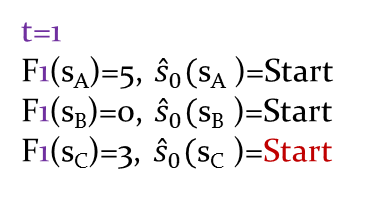 t=1
F1(sA)=5, ŝ0(sA )=Start
F1(sB)=0, ŝ0(sB )=Start
F1(sC)=3, ŝ0(sC )=Start